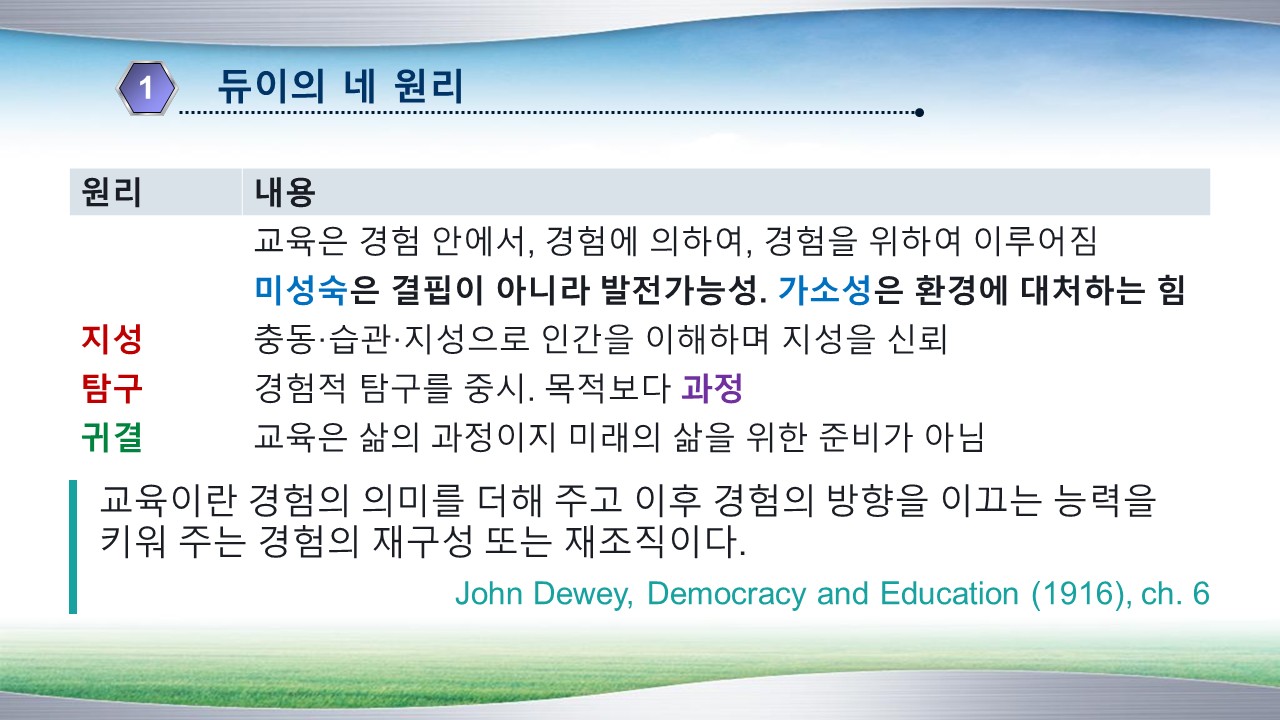 1
듀이의 네 원리
원리 내용
교육은 경험 안에서, 경험에 의하여, 경험을 위하여 이루어짐
미성숙은 결핍이 아니라 발전가능성. 가소성은 환경에 대처하는 힘
지성 충동·습관·지성으로 인간을 이해하며 지성을 신뢰
탐구 경험적 탐구를 중시. 목적보다 과정
귀결 교육은 삶의 과정이지 미래의 삶을 위한 준비가 아님
교육이란 경험의 의미를 더해 주고 이후 경험의 방향을 이끄는 능력을
키워 주는 경험의 재구성 또는 재조직이다.
John Dewey, Democracy and Education (1916), ch. 6